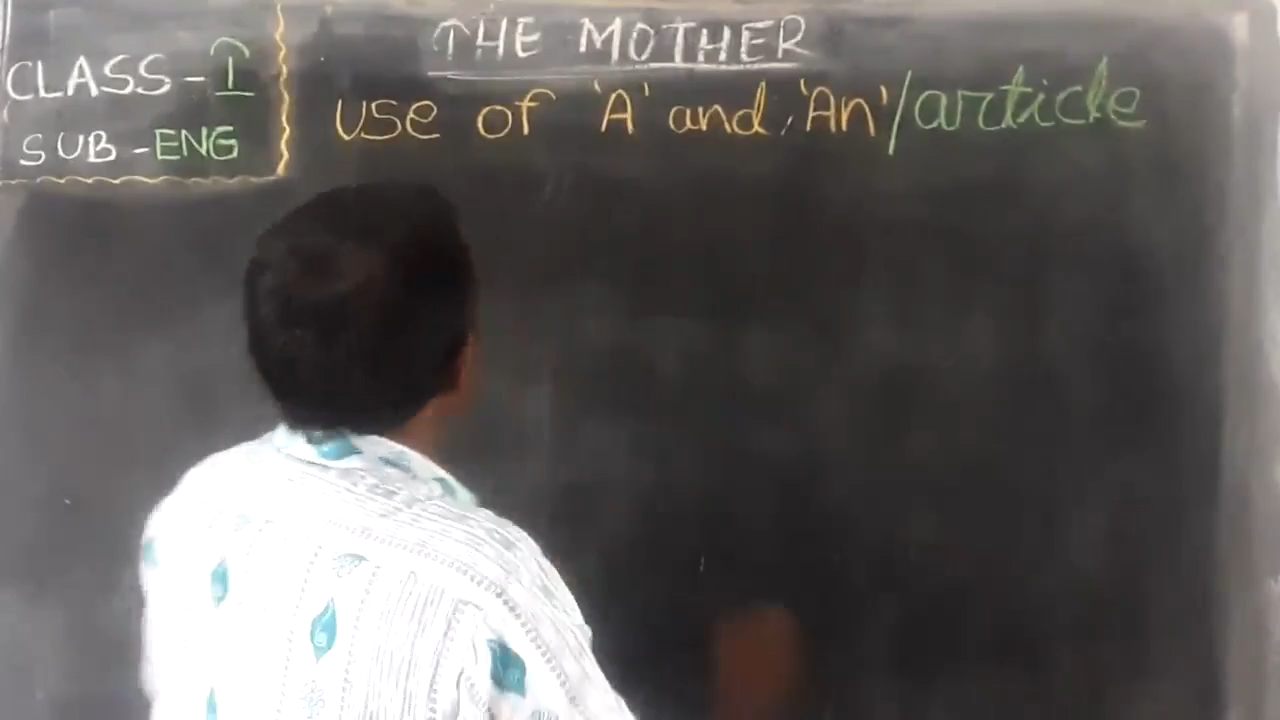 CLASS-I
SUB-ENG
THE MOTHER
use of 'A' and 'An'/article